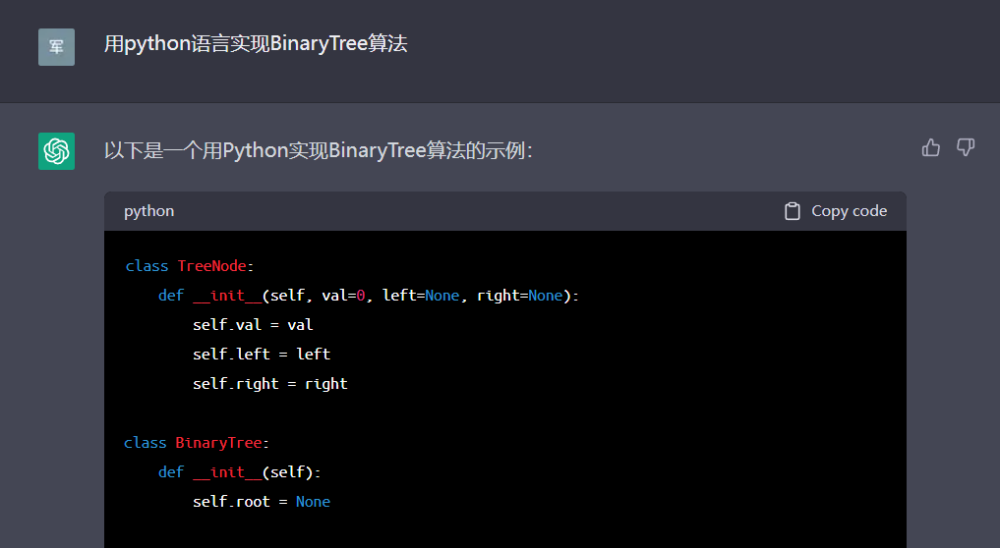 军
用python语言实现BinaryTree算法
以下是一个用Python实现BinaryTree算法的示例：
python
Copy code
class TreeNode:
    def __init__(self, val=0, left=None, right=None):
        self.val = val
        self.left = left
        self.right = right
class BinaryTree:
    def __init__(self):
        self.root = None